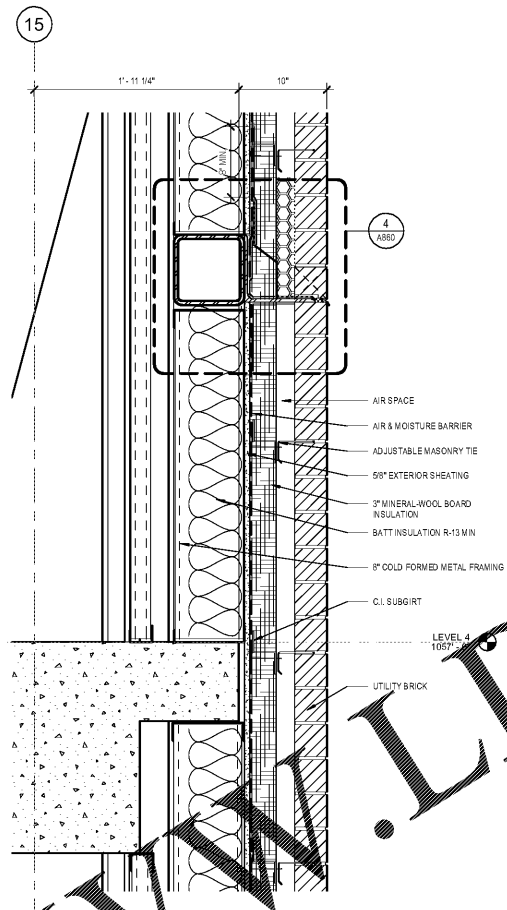 15
1' - 11 1/4"
10"
8" MIN.
4
A860
AIR SPACE
AIR & MOISTURE BARRIER
ADJUSTABLE MASONRY TIE
5/8" EXTERIOR SHEATING
3" MINERAL-WOOL BOARD
INSULATION
BATT INSULATION R-13 MIN
8" COLD FORMED METAL FRAMING
C.I. SUBGIRT
LEVEL 4
1057' -
UTILITY BRICK